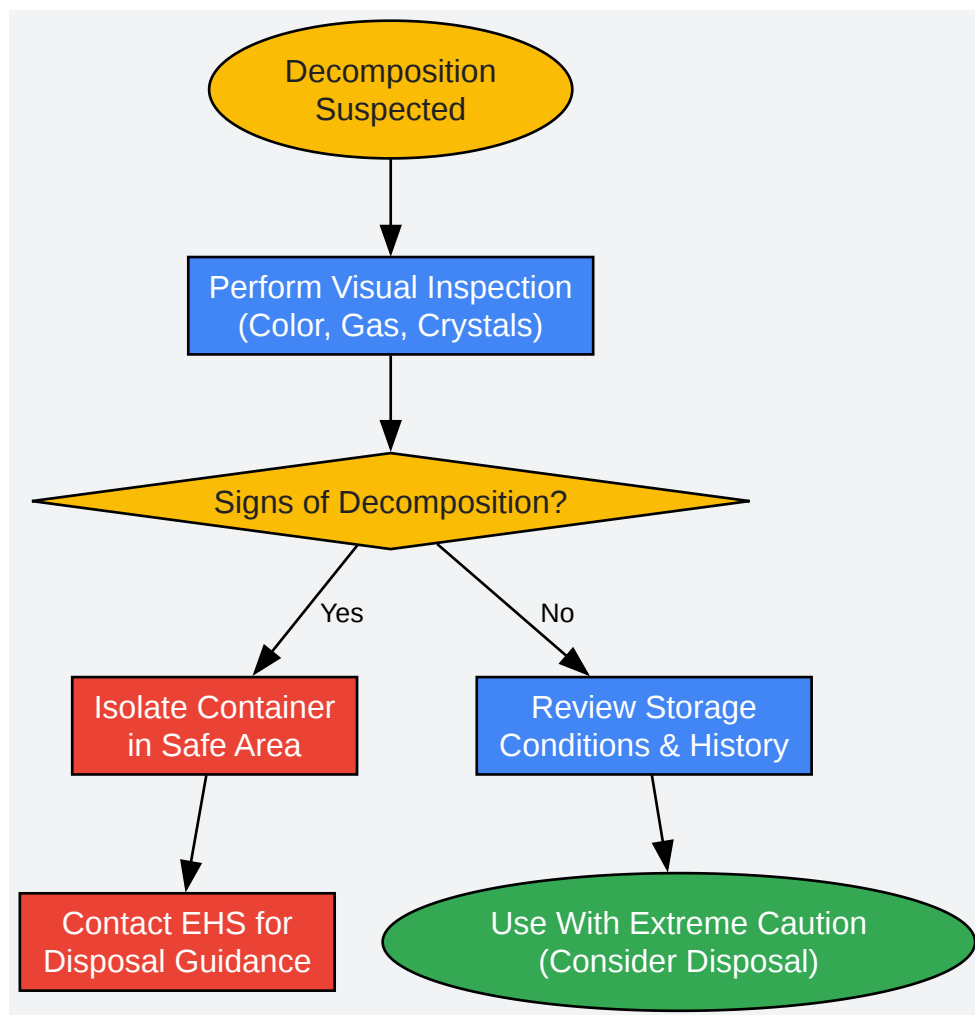 Decomposition
Suspected
Perform Visual Inspection
(Color, Gas, Crystals)
Signs of Decomposition?
Yes
No
Isolate Container
in Safe Area
Review Storage
Conditions & History
Contact EHS for
Disposal Guidance
Use With Extreme Caution
(Consider Disposal)